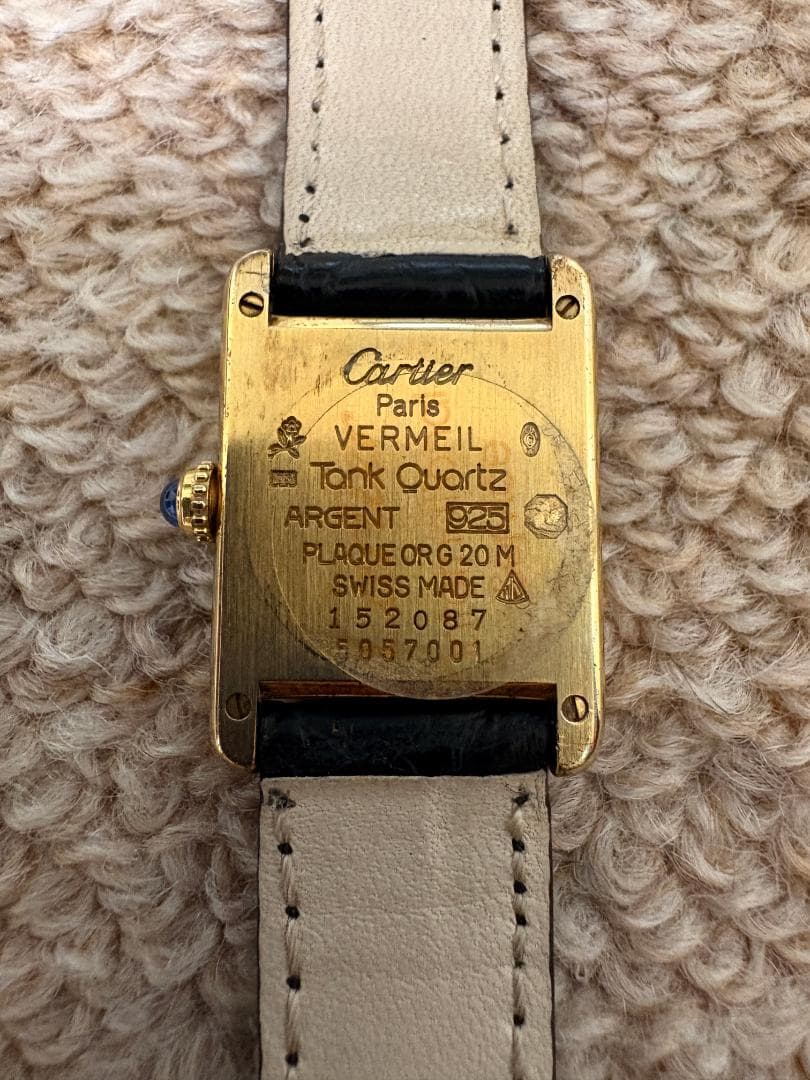 Cartier
Paris
VERMEIL
Tank Quartz
ARGENT 925
PLAQUE OR G 20 M
SWISS MADE
152087
5057001